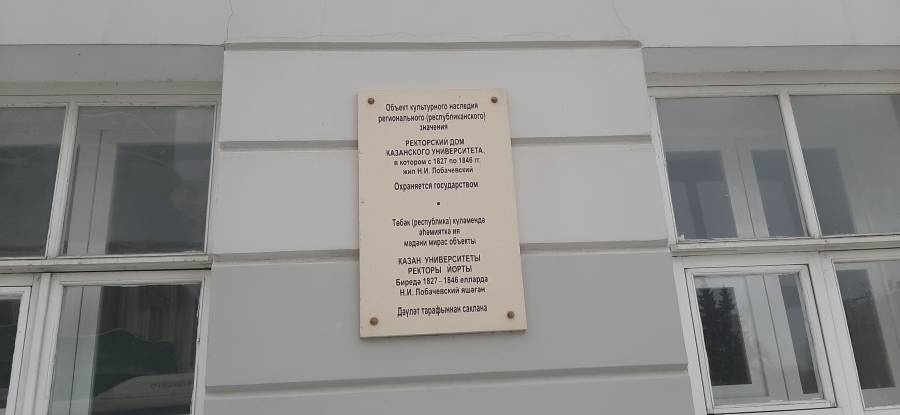 Объект культурного наследия
регионального (республиканского)
значения
РЕКТОРСКИЙ ДОМ
КАЗАНСКОГО УНИВЕРСИТЕТА,
в котором с 1827 по 1846 гг.
жил Н.И. Лобачевский
Охраняется государством
Төбәк (республика) күләмендә
әһәмиятка ия
мәдәни мирас объекты
КАЗАН УНИВЕРСИТЕТЫ
РЕКТОРЫ ЙОРТЫ
Биредә 1827 - 1846 елларда
Н.И. Лобачевский яшәгән
Дәүләт тарафыннан саклана